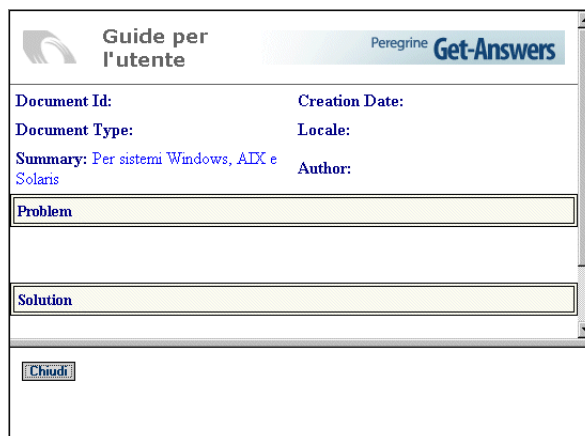 Guide per
l'utente
Peregrine Get-Answers
Document Id:
Creation Date:
Document Type:
Locale:
Summary: Per sistemi Windows, AIX e
Solaris
Author:
Problem
Solution
Chiudi